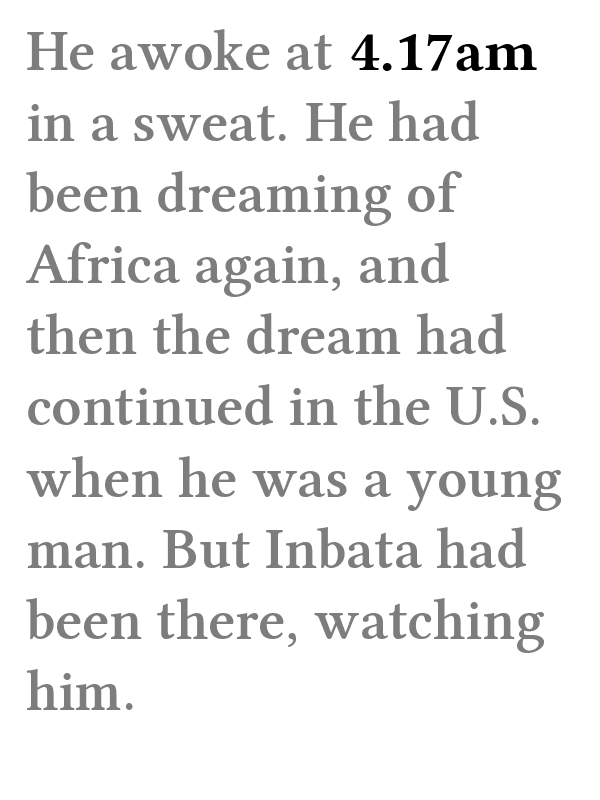 He awoke at 4.17am
in a sweat. He had
been dreaming of
Africa again, and
then the dream had
continued in the U.S.
when he was a young
man. But Inbata had
been there, watching
him.